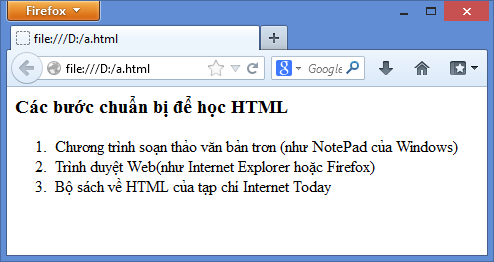 Firefox
file:///D:/a.html
file:///D:/a.html
Google
Các bước chuẩn bị để học HTML
1. Chương trình soạn thảo văn bản trơn (như NotePad của Windows)
2. Trình duyệt Web(như Internet Explorer hoặc Firefox)
3. Bộ sách về HTML của tạp chí Internet Today